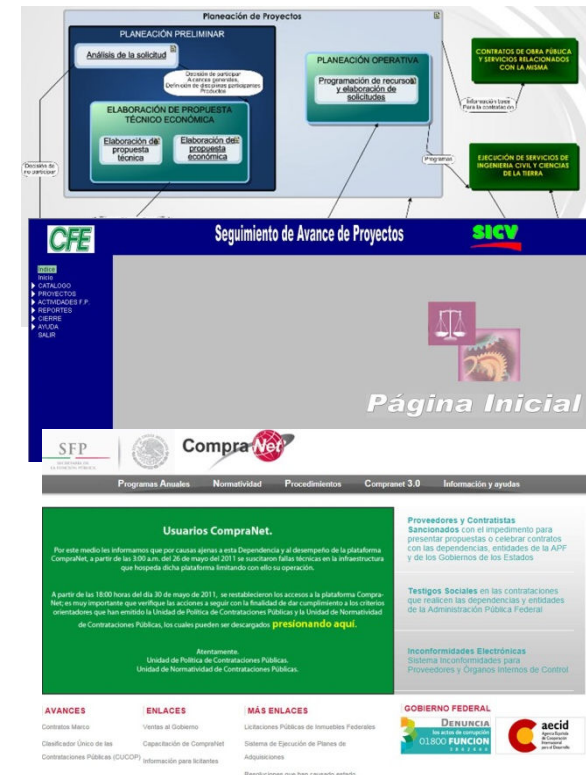 Planeación de Proyectos
PLANEACIÓN PRELIMINAR
Análisis de la solicitud
Decisión de participar
Alcances generales,
Definición de disciplinas participantes
Productos
ELABORACIÓN DE PROPUESTA
TÉCNICO ECONÓMICA
Elaboración de
propuesta
técnica
Elaboración de
propuesta
económica
Decisión de
no participar
PLANEACIÓN OPERATIVA
Programación de recursos
y elaboración de
solicitudes
CONTRATOS DE OBRA PÚBLICA
Y SERVICIOS RELACIONADOS
CON LA MISMA
Información base
Para la contratación
Programas
EJECUCIÓN DE SERVICIOS DE
INGENIERIA CIVIL Y CIENCIAS
DE LA TIERRA
CFE
Seguimiento de Avance de Proyectos
SICV
Indice
Inicio
CATALOGO
PROYECTOS
ACTIVIDADES F.P.
REPORTES
CIERRE
AYUDA
SALIR
Página Inicial
SFP
SECRETARÍA DE
LA FUNCIÓN PÚBLICA
CompraNet
Programas Anuales Normatividad Procedimientos Compranet 3.0 Información y ayudas
Usuarios CompraNet.
Por este medio les informamos que por causas ajenas a esta Dependencia y al desempeño de la plataforma
CompraNet, a partir de las 3:00 a.m. del 26 de mayo del 2011 se suscitaron fallas técnicas en la infraestructura
que hospeda dicha plataforma limitando con ello su operación.
A partir de las 18:00 horas del día 30 de mayo de 2011, se restablecieron los accesos a la plataforma Compra-
Net; es muy importante que verifique las acciones a seguir con la finalidad de dar cumplimiento a los criterios
orientadores que han emitido la Unidad de Política de Contrataciones Públicas y la Unidad de Normatividad
de Contrataciones Públicas, los cuales pueden ser descargados presionando aquí.
Atentamente.
Unidad de Política de Contrataciones Públicas.
Unidad de Normatividad de Contrataciones Públicas.
Proveedores y Contratistas
Sancionados con el impedimento para
presentar propuestas o celebrar contratos
con las dependencias, entidades de la APF
y de los Gobiernos de los Estados
Testigos Sociales en las contrataciones
que realicen las dependencias y entidades
de la Administración Pública Federal
Inconformidades Electrónicas
Sistema Inconformidades para
Proveedores y Órganos Internos de Control
AVANCES
Contratos Marco
Clasificador Único de las
Contrataciones Públicas (CUCOP)
ENLACES
Ventas al Gobierno
Capacitación de CompraNet
Información para licitantes
MÁS ENLACES
Licitaciones Públicas de Inmuebles Federales
Sistema de Ejecución de Planes de
Adquisiciones
Resoluciones que han causado estado
GOBIERNO FEDERAL
DENUNCIA
los actos de corrupción
01800 FUNCION
aecid